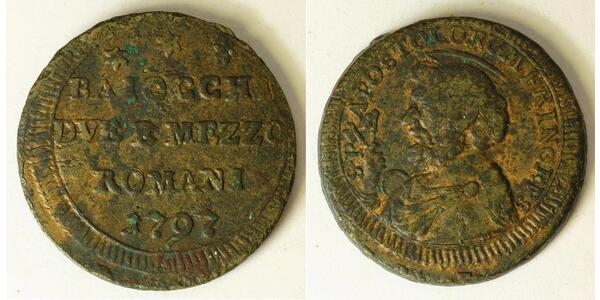 BAIOCCHI
DVE E MEZZO
ROMANI
1797
S. P. APOSTOLORVM PRINCEPS